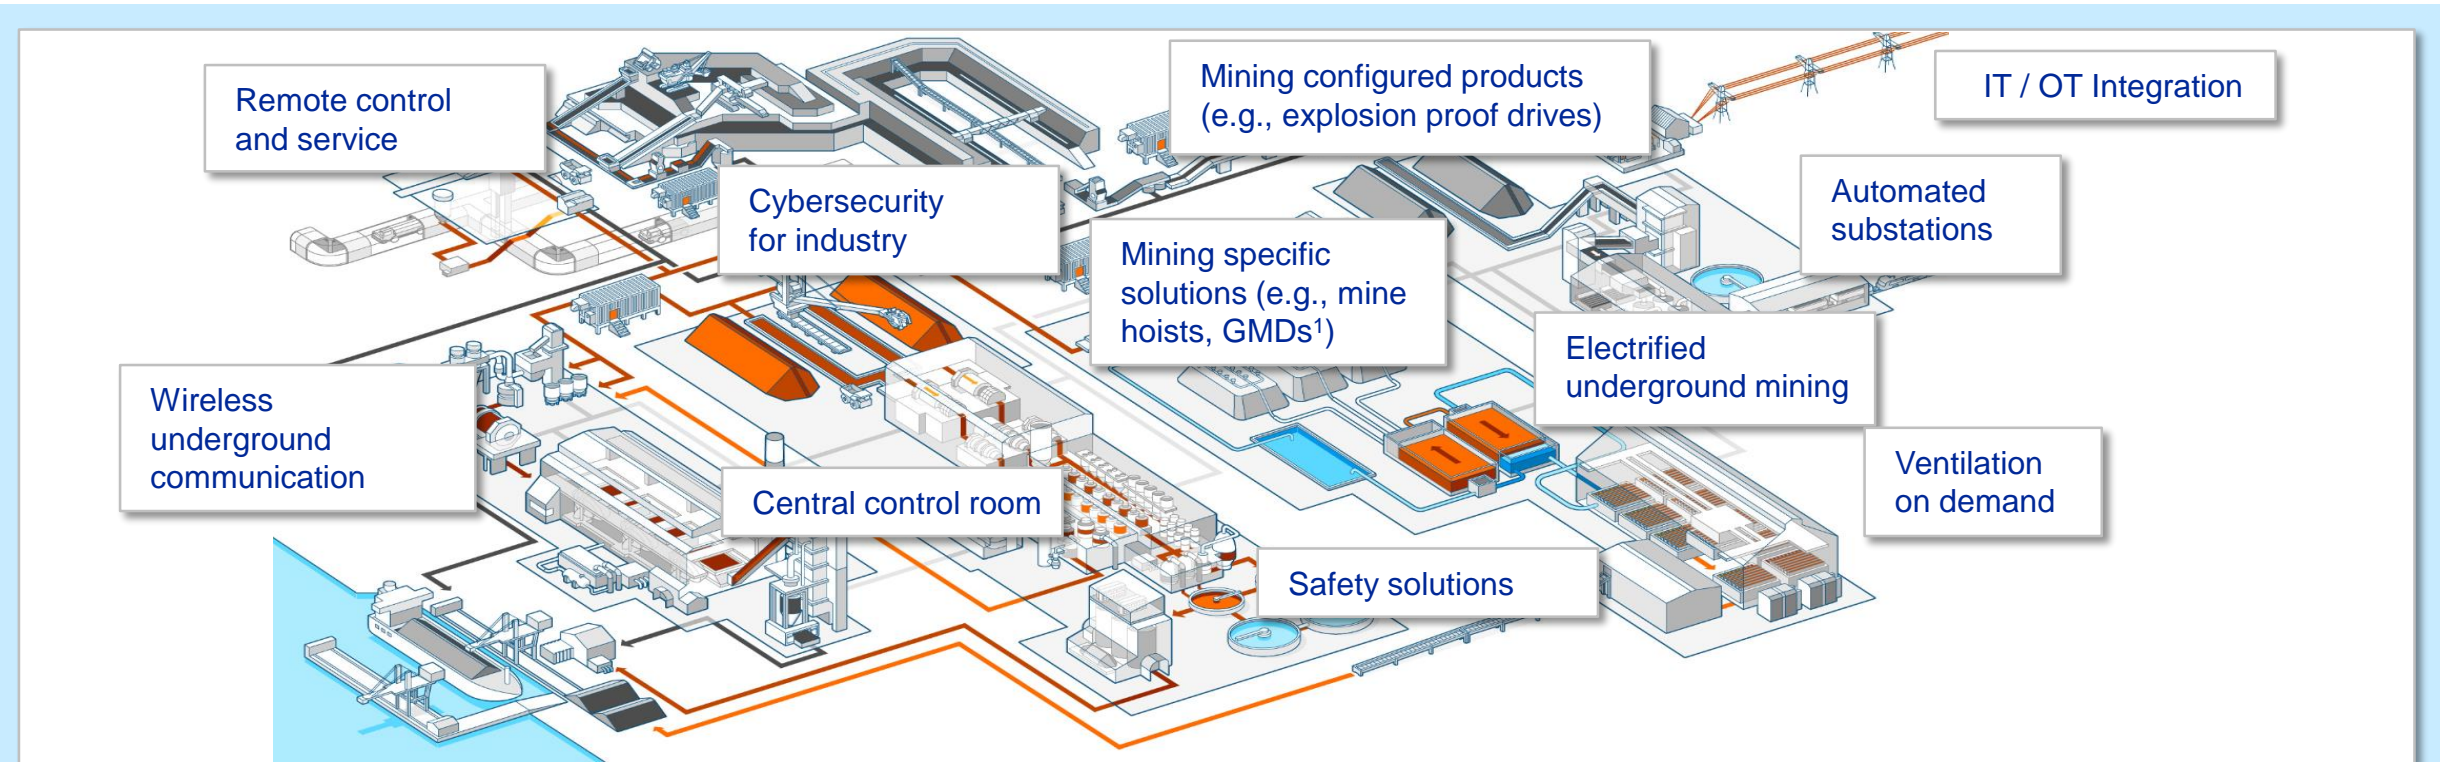 Remote control
and service
Mining configured products
(e.g., explosion proof drives)
IT / OT Integration
Cybersecurity
for industry
Automated
substations
Mining specific
solutions (e.g., mine
hoists, GMDs¹)
Electrified
underground mining
Wireless
underground
communication
Central control room
Ventilation
on demand
Safety solutions